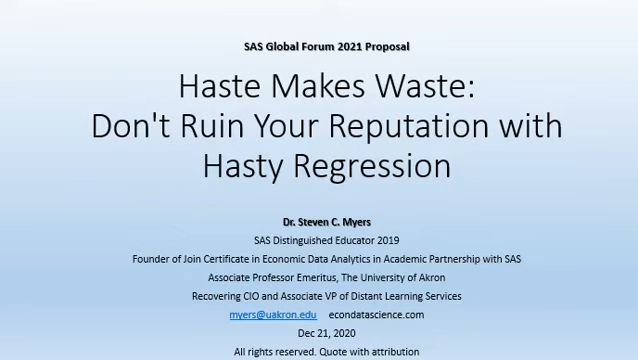 SAS Global Forum 2021 Proposal
Haste Makes Waste:
Don't Ruin Your Reputation with
Hasty Regression
Dr. Steven C. Myers
SAS Distinguished Educator 2019
Founder of Join Certificate in Economic Data Analytics in Academic Partnership with SAS
Associate Professor Emeritus, The University of Akron
Recovering CIO and Associate VP of Distant Learning Services
myers@uakron.edu econdatascience.com
Dec 21, 2020
All rights reserved. Quote with attribution